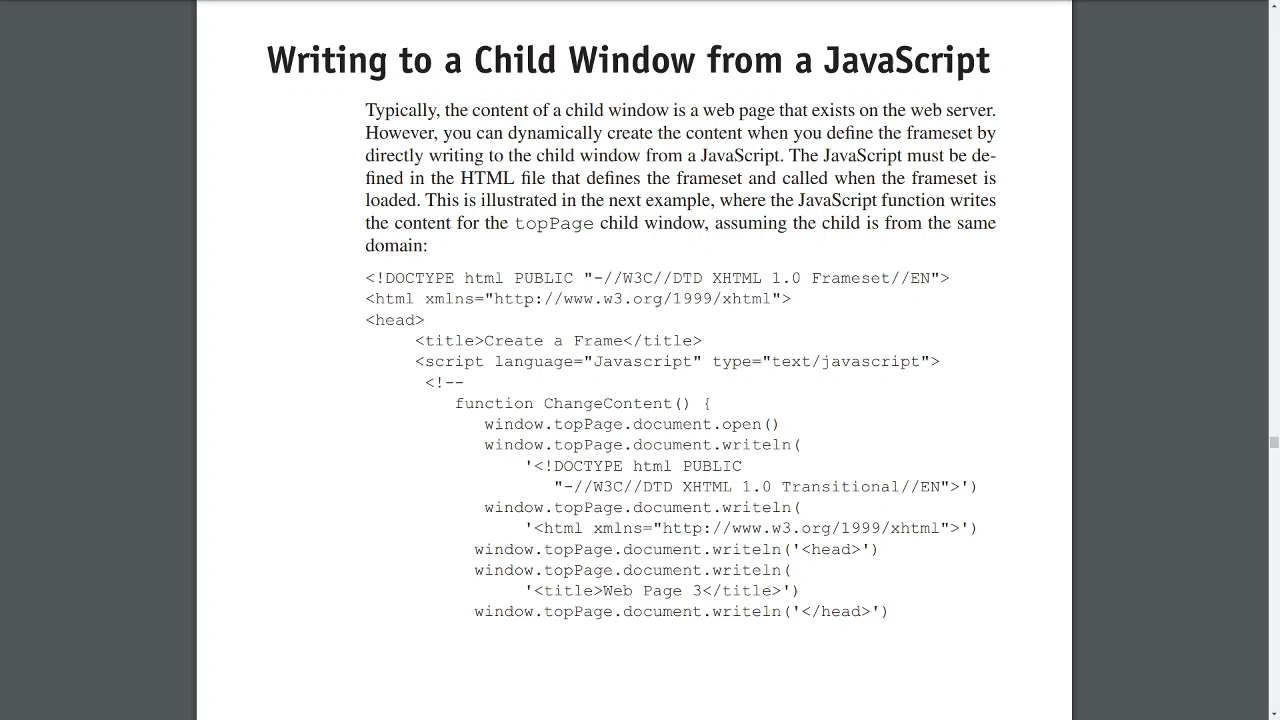 Writing to a Child Window from a JavaScript
Typically, the content of a child window is a web page that exists on the web server.
However, you can dynamically create the content when you define the frameset by
directly writing to the child window from a JavaScript. The JavaScript must be de-
fined in the HTML file that defines the frameset and called when the frameset is
loaded. This is illustrated in the next example, where the JavaScript function writes
the content for the topPage child window, assuming the child is from the same
domain:
<!DOCTYPE html PUBLIC "-//W3C//DTD XHTML 1.0 Frameset//EN">
<html xmlns="http://www.w3.org/1999/xhtml">
<head>
<title>Create a Frame</title>
<script language="Javascript" type="text/javascript">
<!--
function ChangeContent() {
window.topPage.document.open()
window.topPage.document.writeln(
'<!DOCTYPE html PUBLIC
"-//W3C//DTD XHTML 1.0 Transitional//EN">')
window.topPage.document.writeln(
'<html xmlns="http://www.w3.org/1999/xhtml">')
window.topPage.document.writeln('<head>')
window.topPage.document.writeln(
'<title>Web Page 3</title>')
window.topPage.document.writeln('</head>')